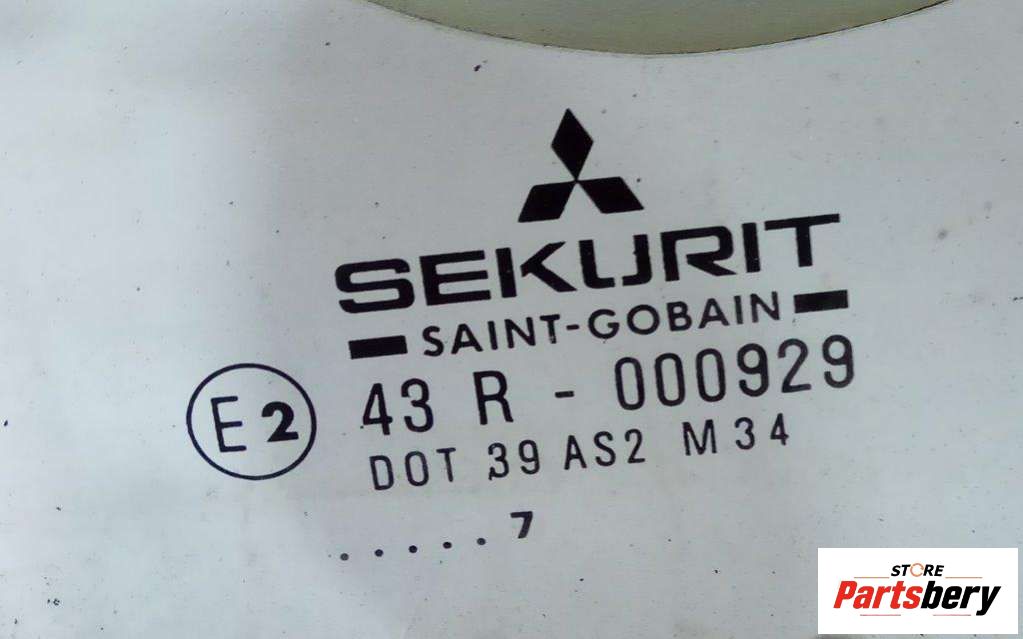 SEKURIT
SAINT-GOBAIN
E2 43 R - 000929
DOT 39 AS2 M34
.....7
STORE
Partsbery